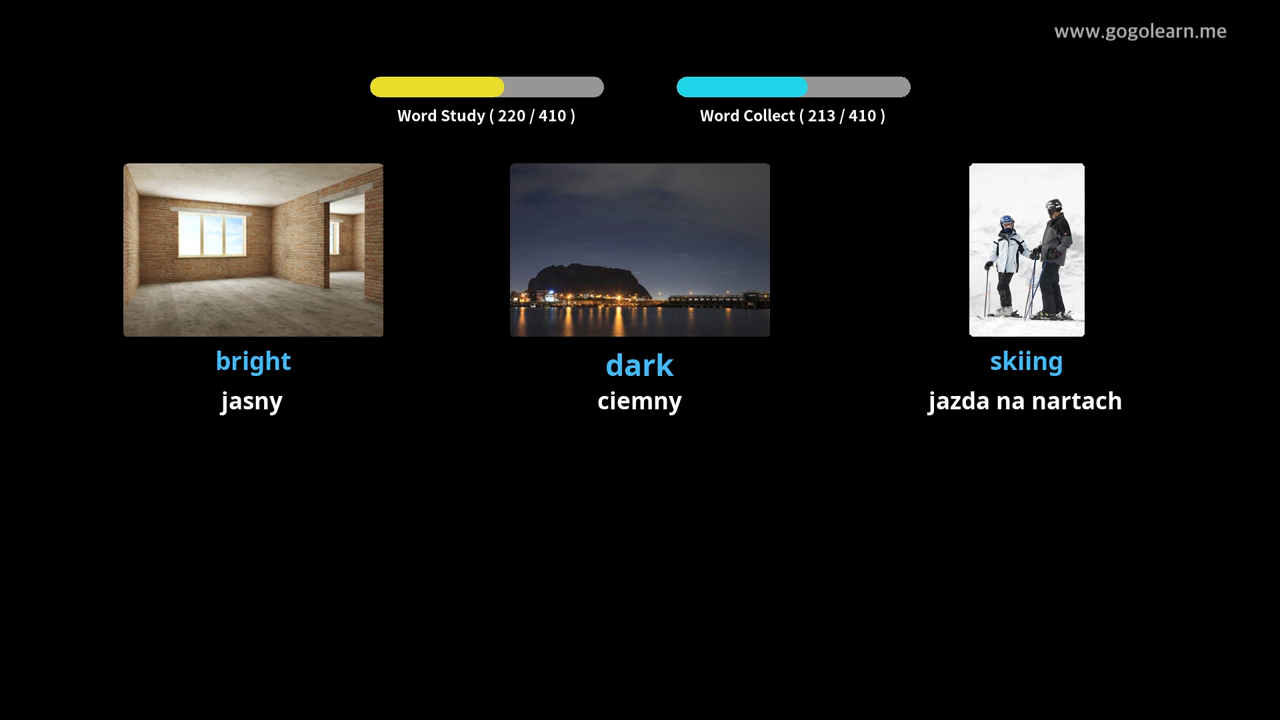 www.gogolearn.me
Word Study ( 220 / 410 )
Word Collect ( 213 / 410 )
bright
dark
skiing
jasny
ciemny
jazda na nartach